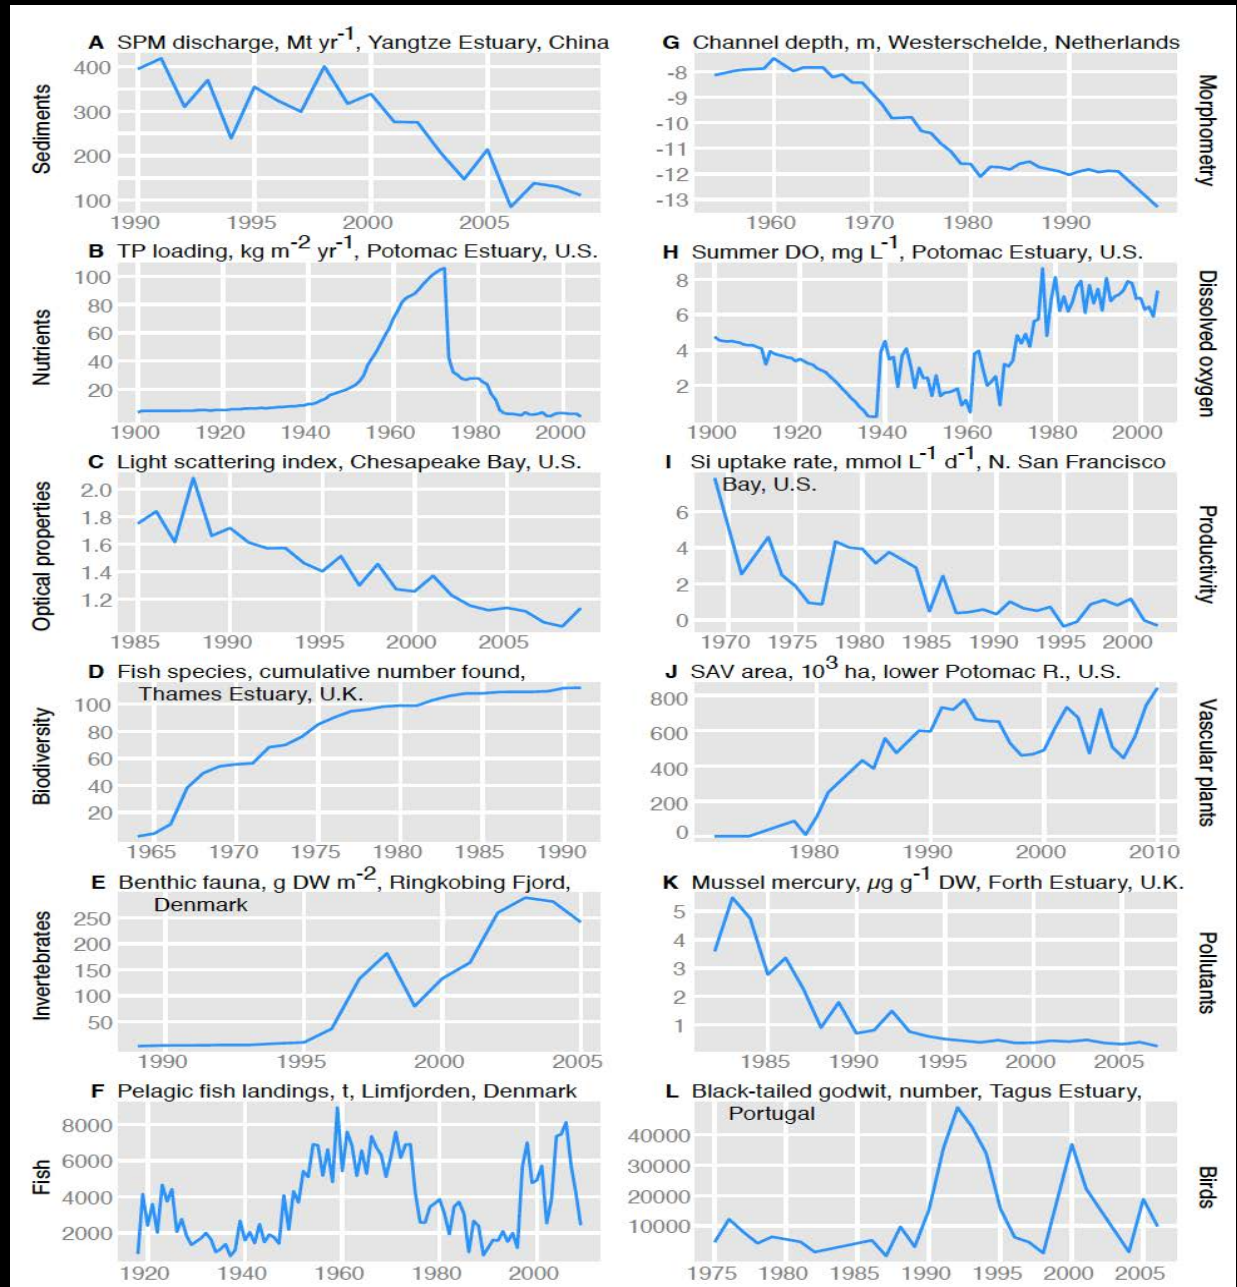 A SPM discharge, Mt yr-1, Yangtze Estuary, China
Sediments
400
300
200
100
1990 1995 2000 2005
B TP loading, kg m-2 yr-1, Potomac Estuary, U.S.
Nutrients
100
80
60
40
20
1900 1920 1940 1960 1980 2000
C Light scattering index, Chesapeake Bay, U.S.
Optical properties
2.0
1.8
1.6
1.4
1.2
1985 1990 1995 2000 2005
D Fish species, cumulative number found,
Thames Estuary, U.K.
Biodiversity
100
80
60
40
20
1965 1970 1975 1980 1985 1990
E Benthic fauna, g DW m-2, Ringkobing Fjord,
Denmark
Invertebrates
250
200
150
100
50
1990 1995 2000 2005
F Pelagic fish landings, t, Limfjorden, Denmark
Fish
8000
6000
4000
2000
1920 1940 1960 1980 2000
G Channel depth, m, Westerschelde, Netherlands
Morphometry
-8
-9
-10
-11
-12
-13
1960 1970 1980 1990
H Summer DO, mg L-1, Potomac Estuary, U.S.
Dissolved oxygen
8
6
4
2
1900 1920 1940 1960 1980 2000
I Si uptake rate, mmol L-1 d-1, N. San Francisco
Bay, U.S.
Productivity
6
4
2
0
1970 1975 1980 1985 1990 1995 2000
J SAV area, 10³ ha, lower Potomac R., U.S.
Vascular plants
800
600
400
200
0
1980 1990 2000 2010
K Mussel mercury, μg g-1 DW, Forth Estuary, U.K.
Pollutants
5
4
3
2
1
1985 1990 1995 2000 2005
L Black-tailed godwit, number, Tagus Estuary,
Portugal
Birds
40000
30000
20000
10000
1975 1980 1985 1990 1995 2000 2005